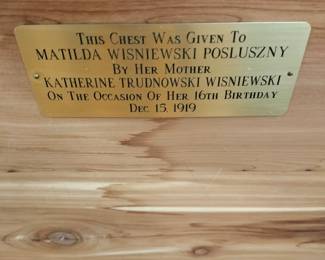 THIS CHEST WAS GIVEN TO
MATILDA WISNIEWSKI POSLUSZNY
BY HER MOTHER
KATHERINE TRUDNOWSKI WISNIEWSKI
ON THE OCCASION OF HER 16TH BIRTHDAY
DEC. 15, 1919